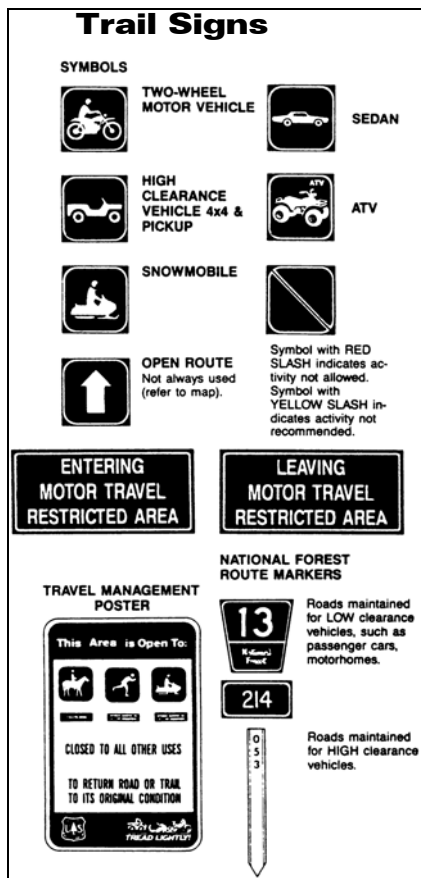 Trail Signs
SYMBOLS
TWO-WHEEL
MOTOR VEHICLE
SEDAN
HIGH
CLEARANCE
VEHICLE 4x4 &
PICKUP
ATV
ATV
SNOWMOBILE
OPEN ROUTE
Not always used
(refer to map).
Symbol with RED
SLASH indicates ac-
tivity not allowed.
Symbol with
YELLOW SLASH in-
dicates activity not
recommended.
ENTERING
MOTOR TRAVEL
RESTRICTED AREA
LEAVING
MOTOR TRAVEL
RESTRICTED AREA
TRAVEL MANAGEMENT
POSTER
This Area is Open To:
CLOSED TO ALL OTHER USES
TO RETURN ROAD OR TRAIL
TO ITS ORIGINAL CONDITION
TREAD LIGHTLY!
NATIONAL FOREST
ROUTE MARKERS
13
National
Forest
Roads maintained
for LOW clearance
vehicles, such as
passenger cars,
motorhomes.
214
0
5
3
Roads maintained
for HIGH clearance
vehicles.